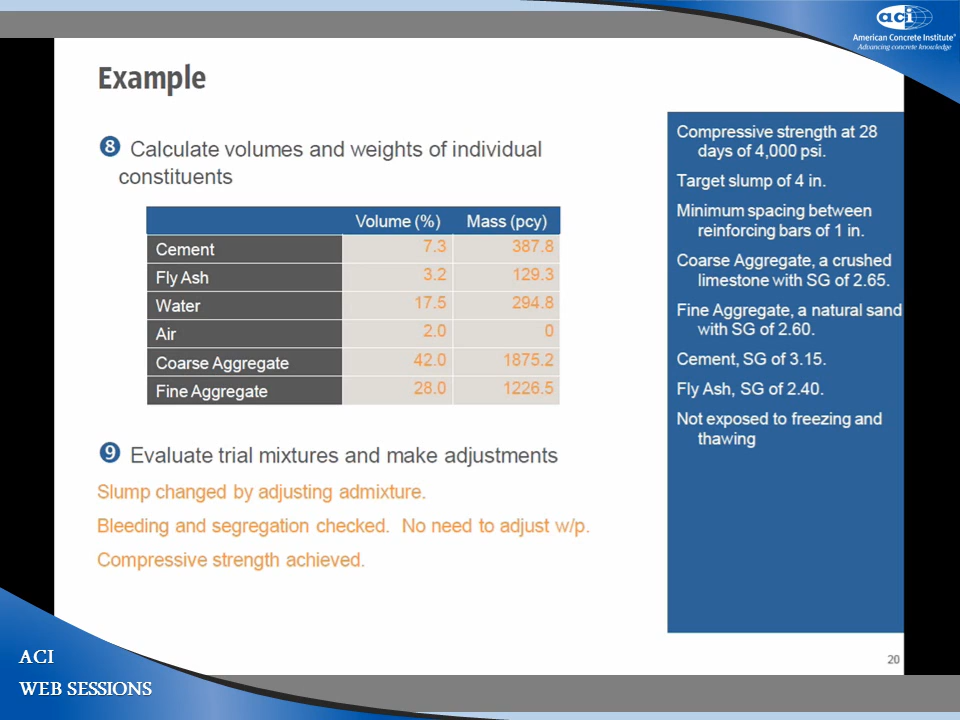 aci
American Concrete Institute®
Advancing concrete knowledge
Example
8 Calculate volumes and weights of individual
constituents
Volume (%) Mass (pcy)
Cement 7.3 387.8
Fly Ash 3.2 129.3
Water 17.5 294.8
Air 2.0 0
Coarse Aggregate 42.0 1875.2
Fine Aggregate 28.0 1226.5
9 Evaluate trial mixtures and make adjustments
Slump changed by adjusting admixture.
Bleeding and segregation checked. No need to adjust w/p.
Compressive strength achieved.
Compressive strength at 28
days of 4,000 psi.
Target slump of 4 in.
Minimum spacing between
reinforcing bars of 1 in.
Coarse Aggregate, a crushed
limestone with SG of 2.65.
Fine Aggregate, a natural sand
with SG of 2.60.
Cement, SG of 3.15.
Fly Ash, SG of 2.40.
Not exposed to freezing and
thawing
20
ACI
WEB SESSIONS